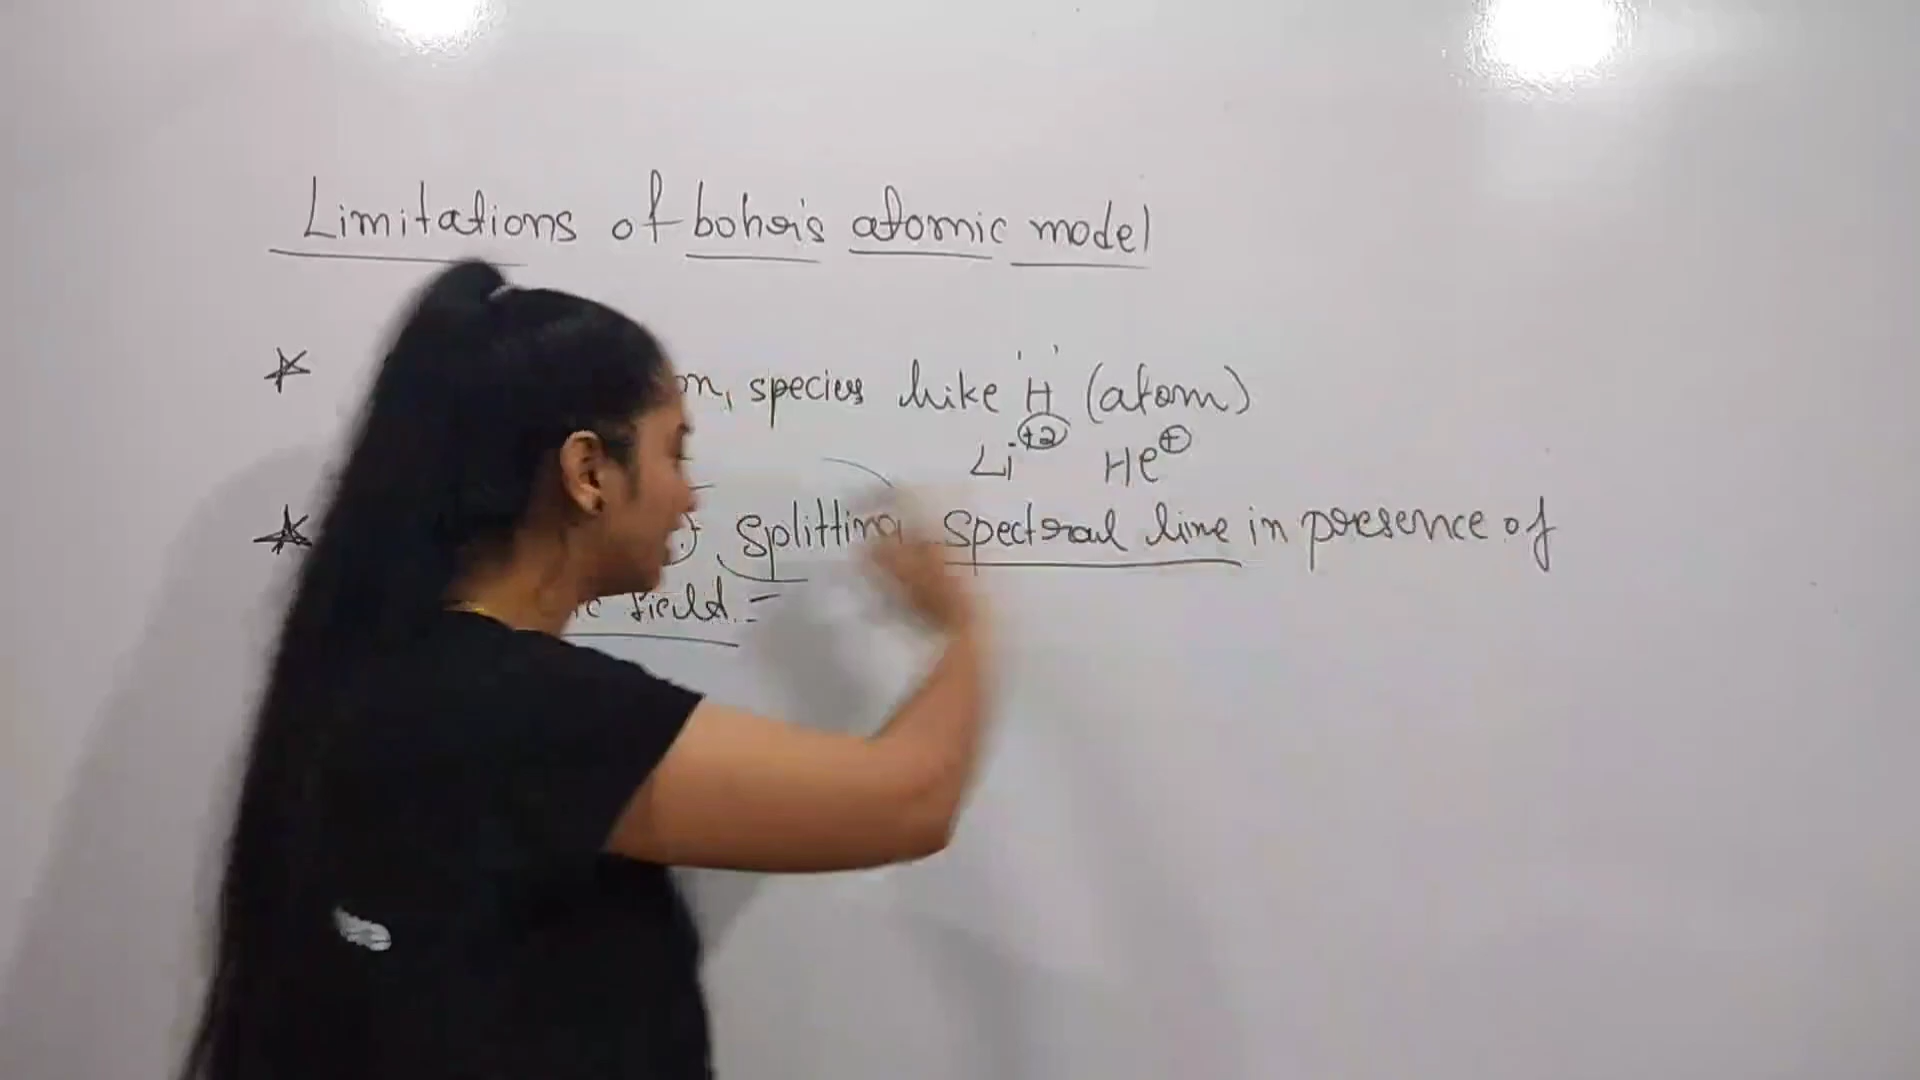 Limitations of bohr's atomic model
species like H (atom)
Li+2 He+
Splitting spectral line in presence of
field.